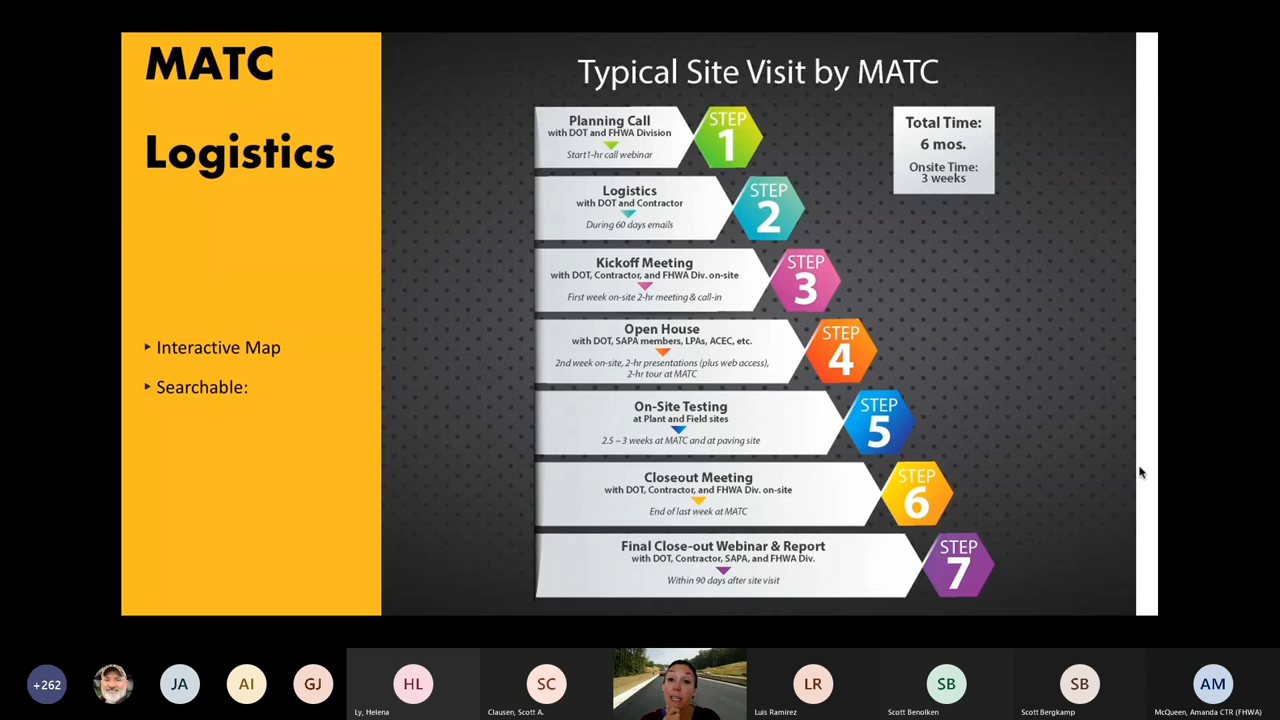 MATC
Logistics
Interactive Map
Searchable:
Typical Site Visit by MATC
Planning Call
with DOT and FHWA Division
Start1-hr call webinar
STEP
1
Total Time:
6 mos.
Onsite Time:
3 weeks
Logistics
with DOT and Contractor
During 60 days emails
STEP
2
Kickoff Meeting
with DOT, Contractor, and FHWA Div. on-site
First week on-site 2-hr meeting & call-in
STEP
3
Open House
with DOT, SAPA members, LPAs, ACEC, etc.
2nd week on-site, 2-hr presentations (plus web access),
2-hr tour at MATC
STEP
4
On-Site Testing
at Plant and Field sites
2.5 – 3 weeks at MATC and at paving site
STEP
5
Closeout Meeting
with DOT, Contractor, and FHWA Div. on-site
End of last week at MATC
STEP
6
Final Close-out Webinar & Report
with DOT, Contractor, SAPA, and FHWA Div.
Within 90 days after site visit
STEP
7
+262
JA
AI
GJ
HL
SC
LR
SB
SB
AM
Ly, Helena
Clausen, Scott A.
Luis Ramirez
Scott Benolken
Scott Bergkamp
McQueen, Amanda CTR (FHWA)